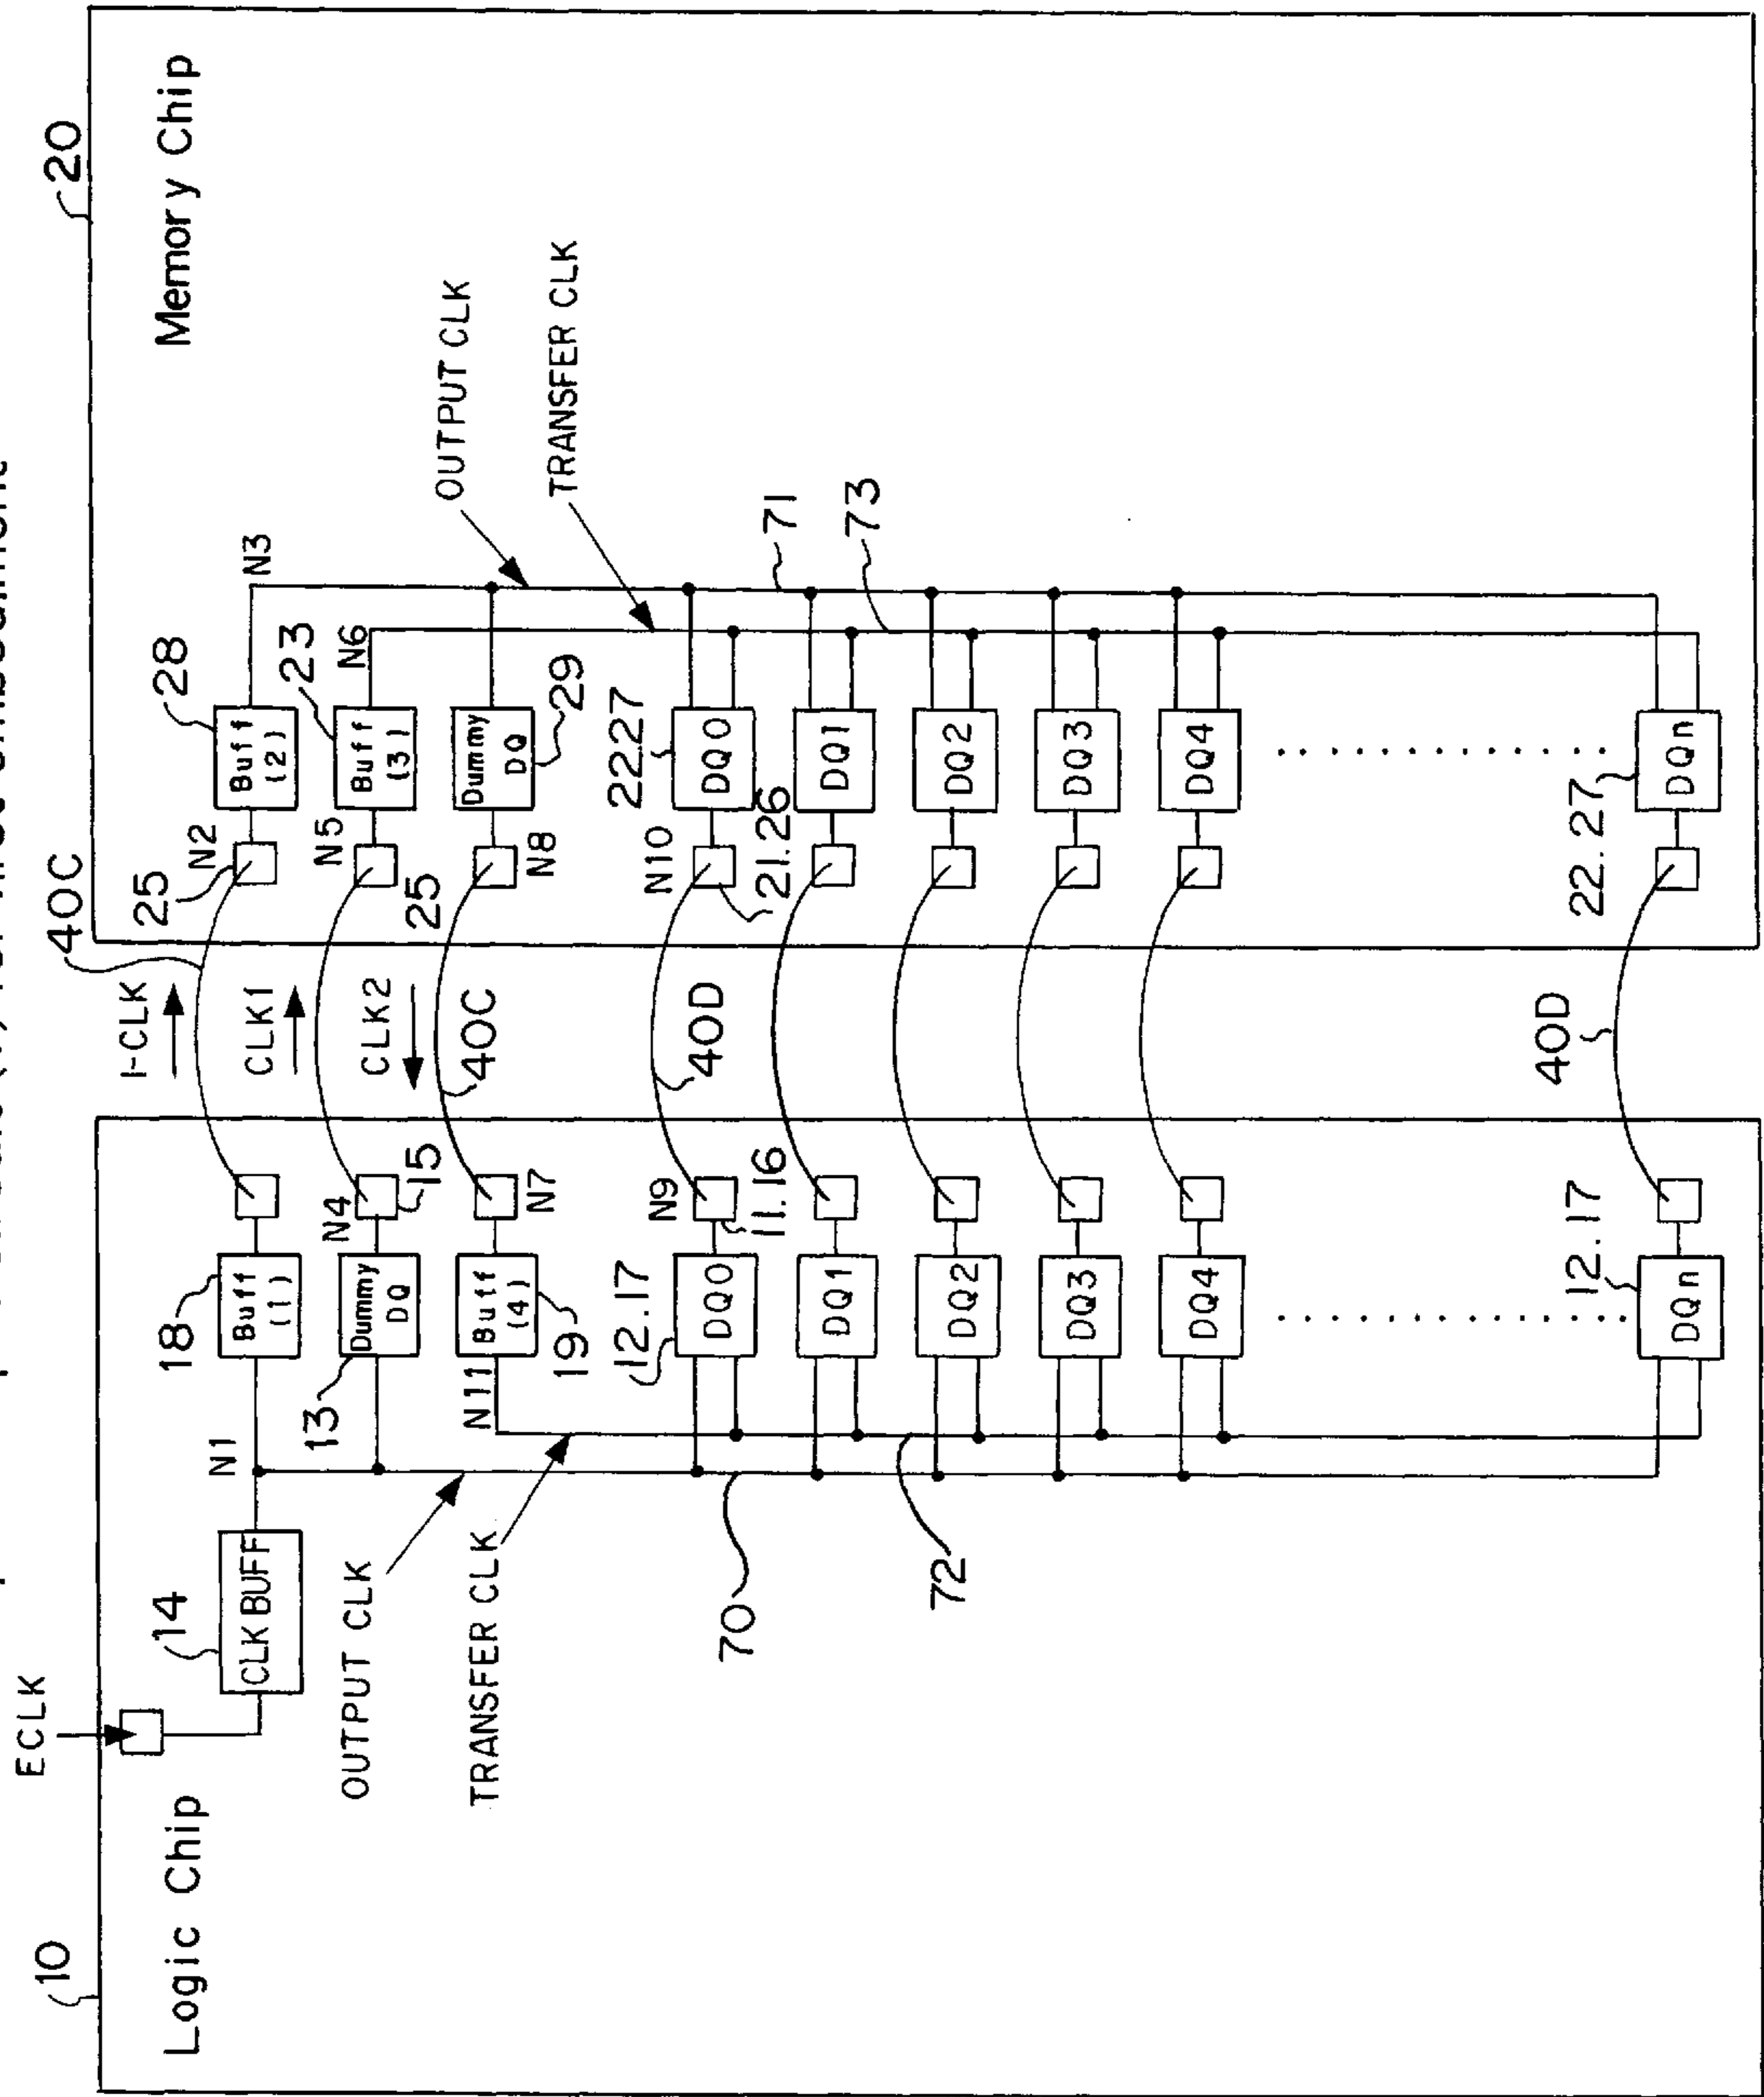 ECLK
10
Logic Chip
14
CLK BUFF
N1
18
Buff
(1)
13
Dummy
DQ
N4
15
N11
Buff
(4)
19
N7
OUTPUT CLK
TRANSFER CLK
70
72
12.17
DQ0
N9
11.16
DQ1
DQ2
DQ3
DQ4
12.17
DQn
I-CLK
CLK1
CLK2
40C
40C
40D
40D
20
Memory Chip
25
N2
28
Buff
(2)
N3
N5
23
Buff
(3)
N6
25
N8
Dummy
DQ
29
OUTPUT CLK
TRANSFER CLK
71
73
N10
2227
DQ0
21.26
DQ1
DQ2
DQ3
DQ4
22.27
DQn